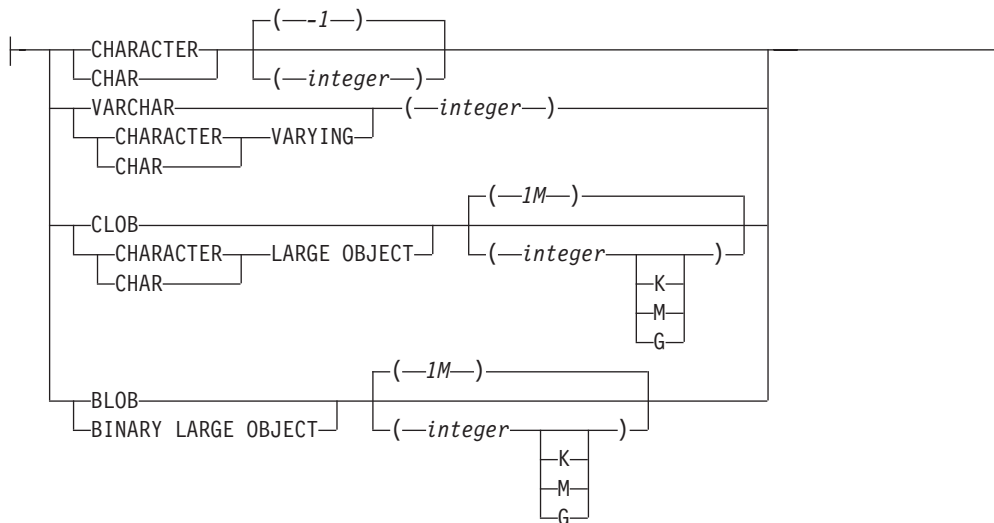 ( -1 )
CHARACTER
CHAR ( integer )
VARCHAR ( integer )
CHARACTER VARYING
CHAR
( 1M )
CLOB
CHARACTER LARGE OBJECT ( integer )
CHAR K
M
G
( 1M )
BLOB
BINARY LARGE OBJECT ( integer )
K
M
G